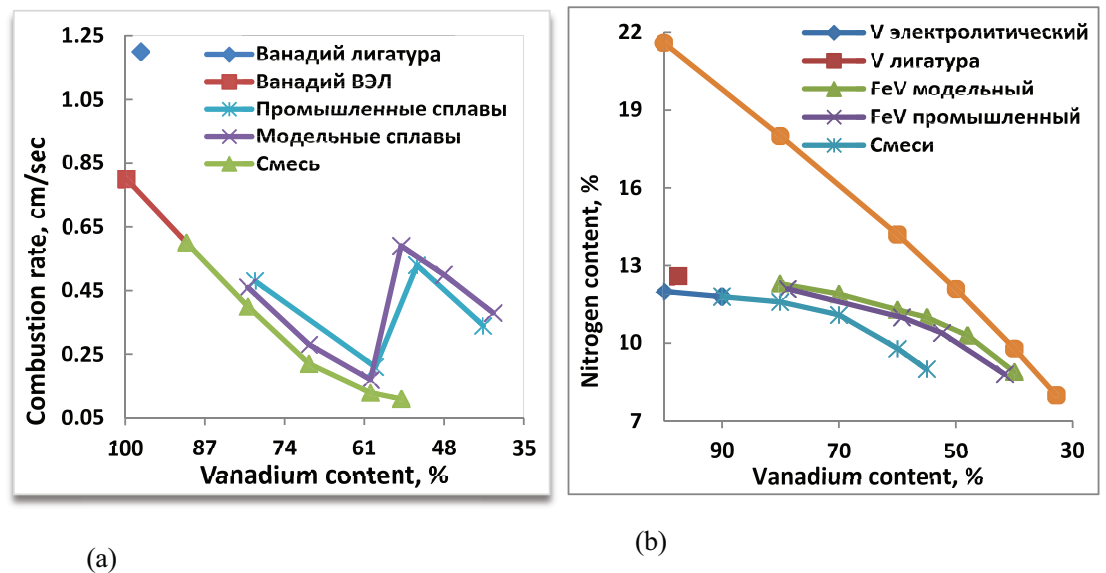 1.25
1.05
0.85
0.65
0.45
0.25
0.05
100 87 74 61 48 35
Combustion rate, cm/sec
Vanadium content, %
Ванадий лигатура
Ванадий ВЭЛ
Промышленные сплавы
Модельные сплавы
Смесь
(a)
22
19
16
13
10
7
90 70 50 30
Nitrogen content, %
Vanadium content, %
V электролитический
V лигатура
FeV модельный
FeV промышленный
Смеси
(b)